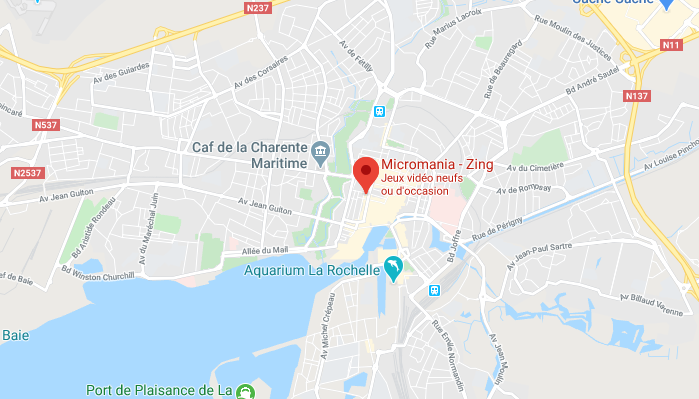 N237
N11
Rue Marius Lacroix
Rue Moulin des Justices
Av des Guiardes
Av des Corsaires
Av de Fétilly
Rue de Beauregard
Bd André Sautel
N137
N537
Caf de la Charente
Maritime
Micromania - Zing
Jeux vidéo neufs
ou d'occasion
Av du Cimetière
Av Louise Pinchon
N2537
Av Jean Guiton
Av Jean Guiton
Av de Rompsay
Bd Aristide Rondeau
Av du Maréchal Juin
Rue de Périgny
Allée du Mail
Bd Joffre
Av Jean-Paul Sartre
Bd Winston Churchill
Aquarium La Rochelle
Av Billaud Varenne
Av Michel Crépeau
Rue Emile Normandin
Av Jean Moulin
Baie
Port de Plaisance de La